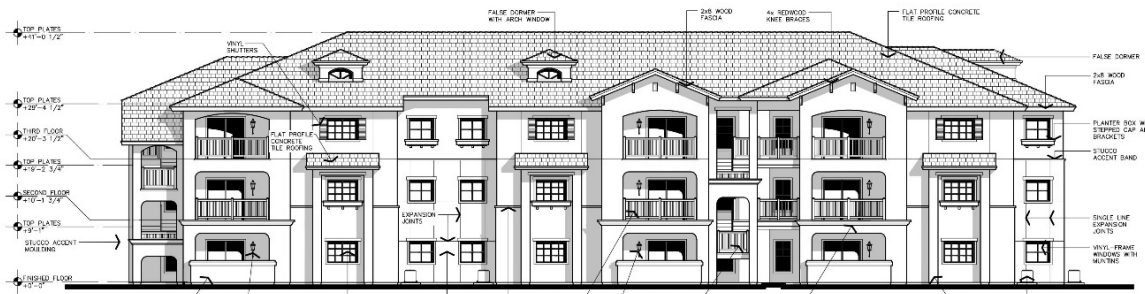 TOP PLATES
+41'-0 1/2"
TOP PLATES
+29'-4 1/2"
THIRD FLOOR
+20'-3 1/2"
TOP PLATES
+19'-2 3/4"
SECOND FLOOR
+10'-1 3/4"
TOP PLATES
+9'-1"
STUCCO ACCENT
MOULDING
FINISHED FLOOR
+0'-0"
VINYL
SHUTTERS
FLAT PROFILE
CONCRETE
TILE ROOFING
EXPANSION
JOINTS
FALSE DORMER
WITH ARCH WINDOW
2x8 WOOD
FASCIA
4x REDWOOD
KNEE BRACES
FLAT PROFILE CONCRETE
TILE ROOFING
FALSE DORMER
2x8 WOOD
FASCIA
PLANTER BOX W
STEPPED CAP A
BRACKETS
STUCCO
ACCENT BAND
SINGLE LINE
EXPANSION
JOINTS
VINYL-FRAME
WINDOWS WITH
MUNTINS